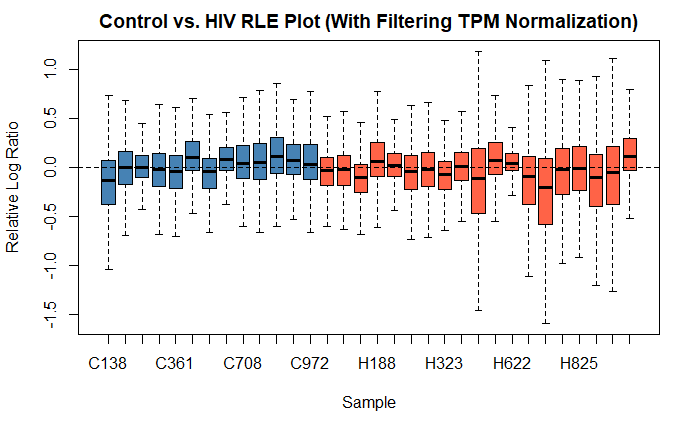 Control vs. HIV RLE Plot (With Filtering TPM Normalization)
Relative Log Ratio
1.0
0.5
0.0
-0.5
-1.0
-1.5
C138 C361 C708 C972 H188 H323 H622 H825
Sample